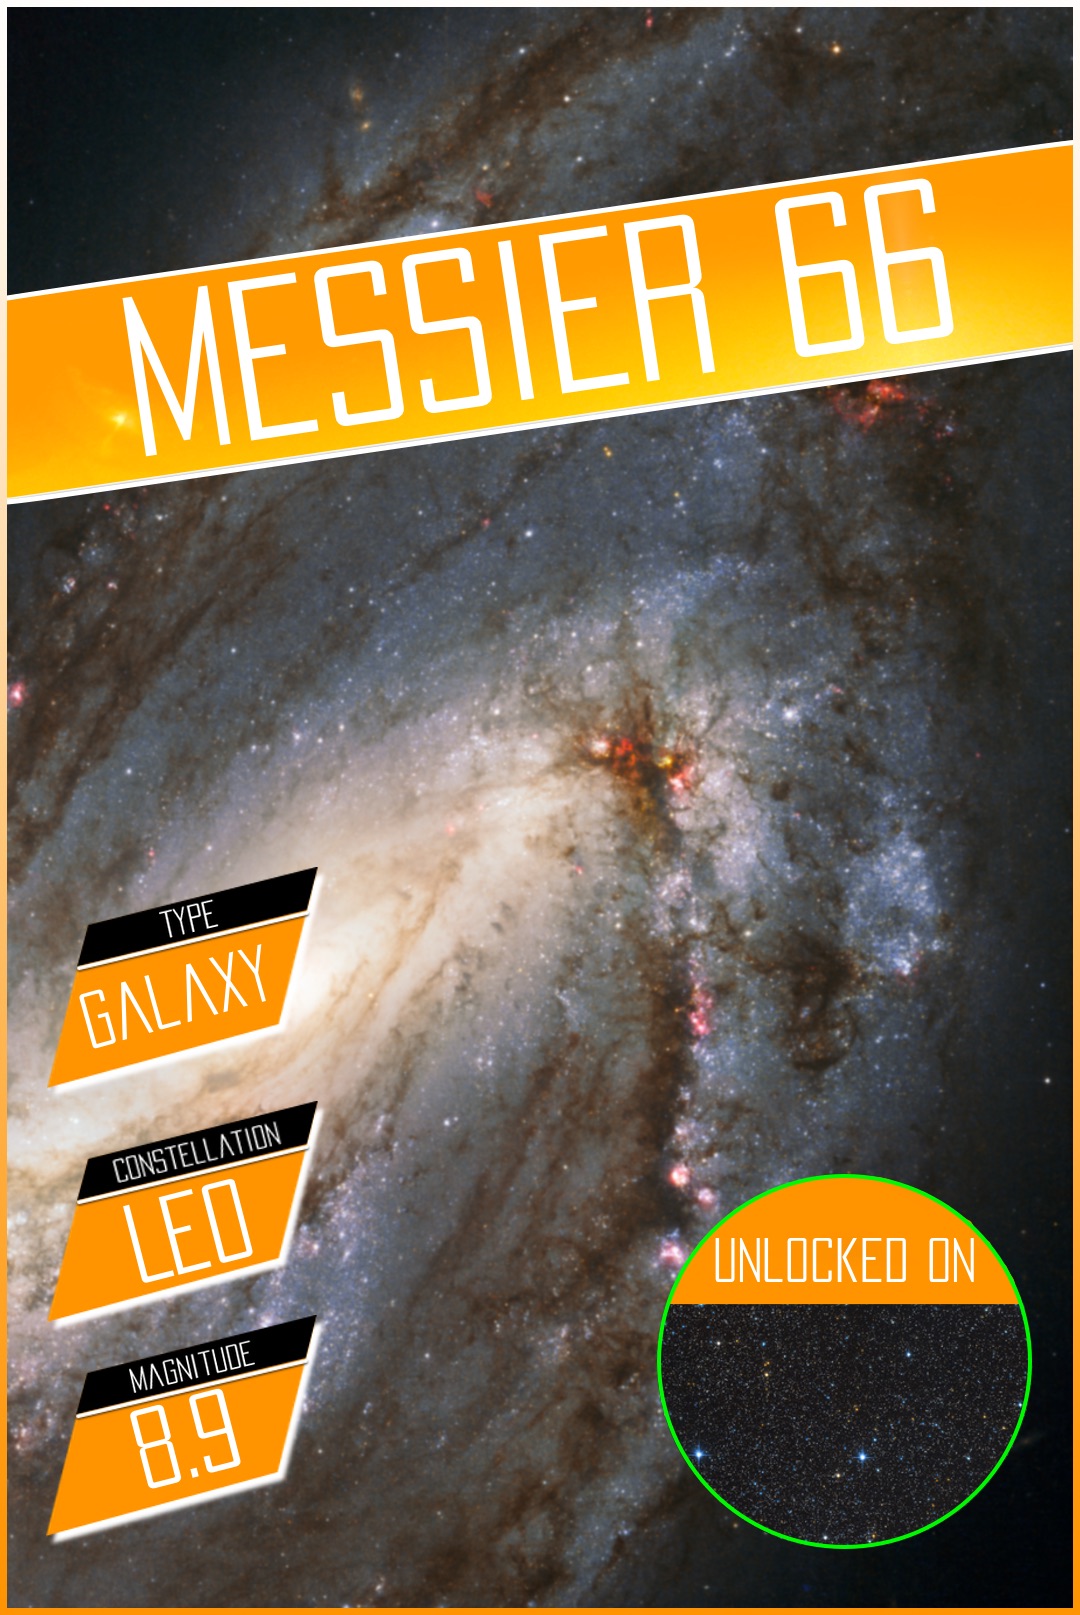 MESSIER 66
TYPE
GALAXY
CONSTELLATION
LEO
MAGNITUDE
8.9
UNLOCKED ON